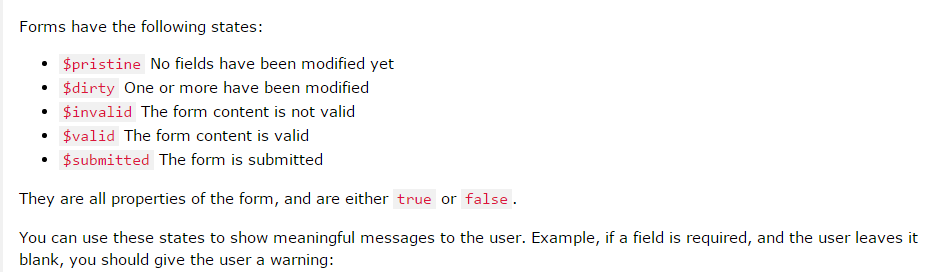 Forms have the following states:
• $pristine No fields have been modified yet
• $dirty One or more have been modified
• $invalid The form content is not valid
• $valid The form content is valid
• $submitted The form is submitted
They are all properties of the form, and are either true or false.
You can use these states to show meaningful messages to the user. Example, if a field is required, and the user leaves it
blank, you should give the user a warning: